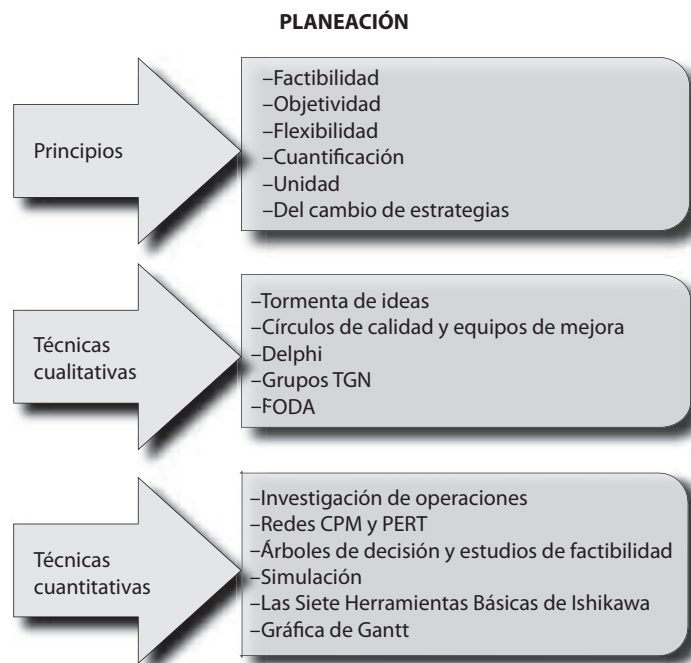 PLANEACIÓN
Principios
–Factibilidad
–Objetividad
–Flexibilidad
–Cuantificación
–Unidad
–Del cambio de estrategias
Técnicas
cualitativas
–Tormenta de ideas
–Círculos de calidad y equipos de mejora
–Delphi
–Grupos TGN
–FODA
Técnicas
cuantitativas
–Investigación de operaciones
–Redes CPM y PERT
–Árboles de decisión y estudios de factibilidad
–Simulación
–Las Siete Herramientas Básicas de Ishikawa
–Gráfica de Gantt